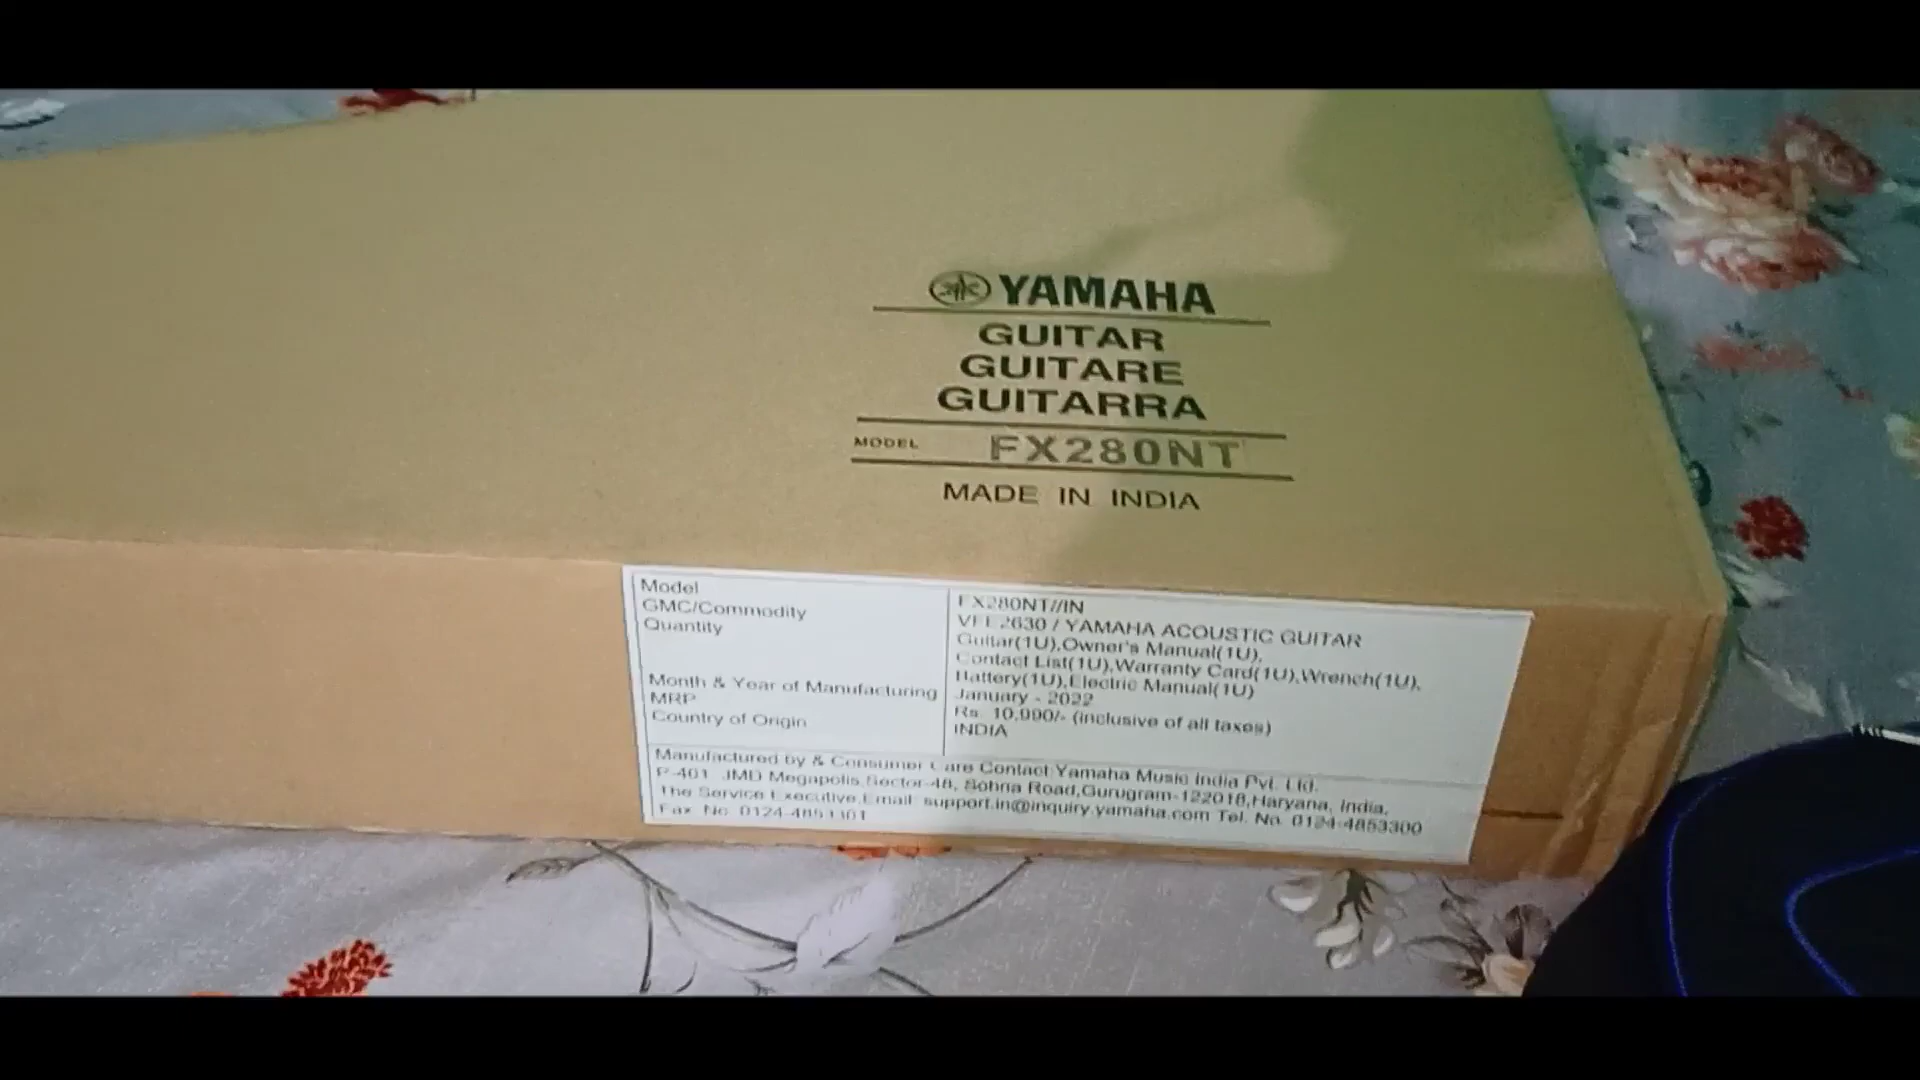 YAMAHA
GUITAR
GUITARE
GUITARRA
MODEL FX280NT
MADE IN INDIA
Model FX280NT//IN
GMC/Commodity / YAMAHA ACOUSTIC GUITAR
Quantity Guitar(1U),Owner's Manual(1U),
Contact List(1U),Warranty Card(1U),Wrench(1U),
Battery(1U),Electric Manual(1U)
Month & Year of Manufacturing January - 2022
MRP Rs. 10,990/- (inclusive of all taxes)
Country of Origin INDIA
Manufactured by & Consumer Care Contact:Yamaha Music India Pvt. Ltd.
P-401, JMD Megapolis,Sector-48, Sohna Road,Gurugram-122018,Haryana, India,
The Service Executive,Email: support.in@inquiry.yamaha.com Tel. No. 0124-4853300
Fax No.